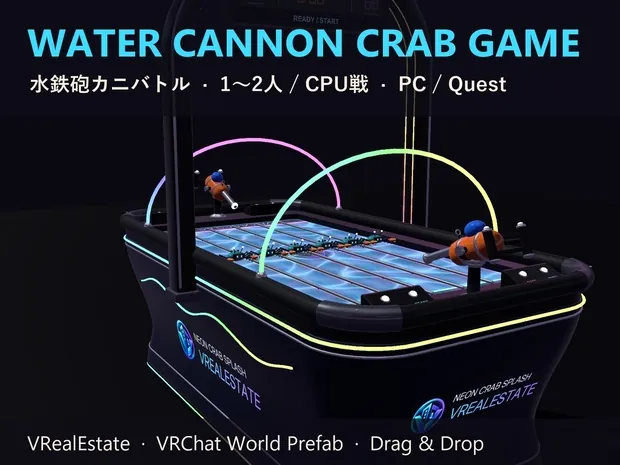 READY / START
WATER CANNON CRAB GAME
水鉄砲カニバトル · 1～2人 / CPU戦 · PC / Quest
NEON CRAB SPLASH
VREALESTATE
NEON CRAB SPLASH
VREALESTATE
VRealEstate · VRChat World Prefab · Drag & Drop